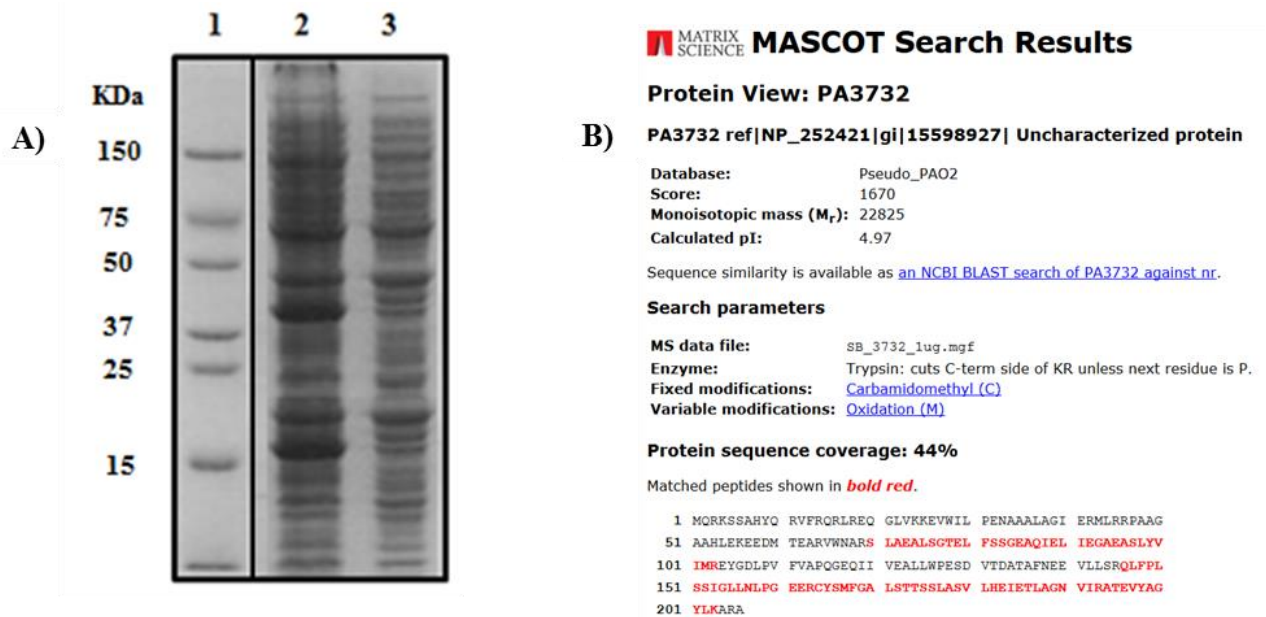 A)
1 2 3
KDa
150
75
50
37
25
15
B)
MATRIX SCIENCE MASCOT Search Results
Protein View: PA3732
PA3732 ref|NP_252421|gi|15598927| Uncharacterized protein
Database: Pseudo_PAO2
Score: 1670
Monoisotopic mass (Mr): 22825
Calculated pI: 4.97
Sequence similarity is available as an NCBI BLAST search of PA3732 against nr.
Search parameters
MS data file: SB_3732_1ug.mgf
Enzyme: Trypsin: cuts C-term side of KR unless next residue is P.
Fixed modifications: Carbamidomethyl (C)
Variable modifications: Oxidation (M)
Protein sequence coverage: 44%
Matched peptides shown in bold red.
1 MQRKSSAHYQ RVFRQRLREQ GLVKKEVWIL PENAAALAGI ERMLRRPAAG
51 AAHLEKEEDM TEARVWNARS LAEALSGTEL FSSGEAQIEL IEGAEASLYV
101 IMREYGDLPV FVAPQGEQII VEALLWPESD VTDATAFNEE VLLSRQLFPL
151 SSIGLLNLPG EERCYSMFGA LSTTSSLASV LHEIETLAGN VIRATEVYAG
201 YLKARA